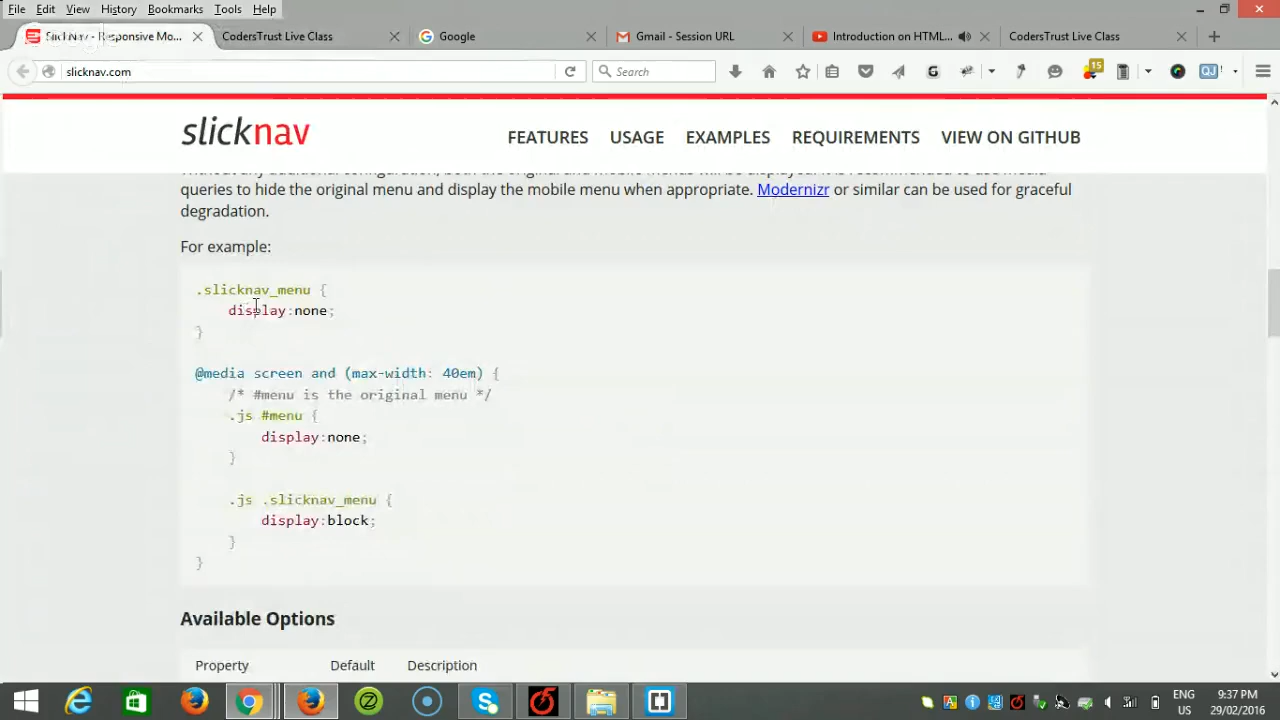 File Edit View History Bookmarks Tools Help
SlickNav - Responsive Mo... CodersTrust Live Class Google Gmail - Session URL Introduction on HTML... CodersTrust Live Class
slicknav.com Search 15
slicknav FEATURES USAGE EXAMPLES REQUIREMENTS VIEW ON GITHUB
queries to hide the original menu and display the mobile menu when appropriate. Modernizr or similar can be used for graceful
degradation.
For example:
.slicknav_menu {
display:none;
}
@media screen and (max-width: 40em) {
/* #menu is the original menu */
.js #menu {
display:none;
}
.js .slicknav_menu {
display:block;
}
}
Available Options
Property Default Description
ENG 9:37 PM
US 29/02/2016